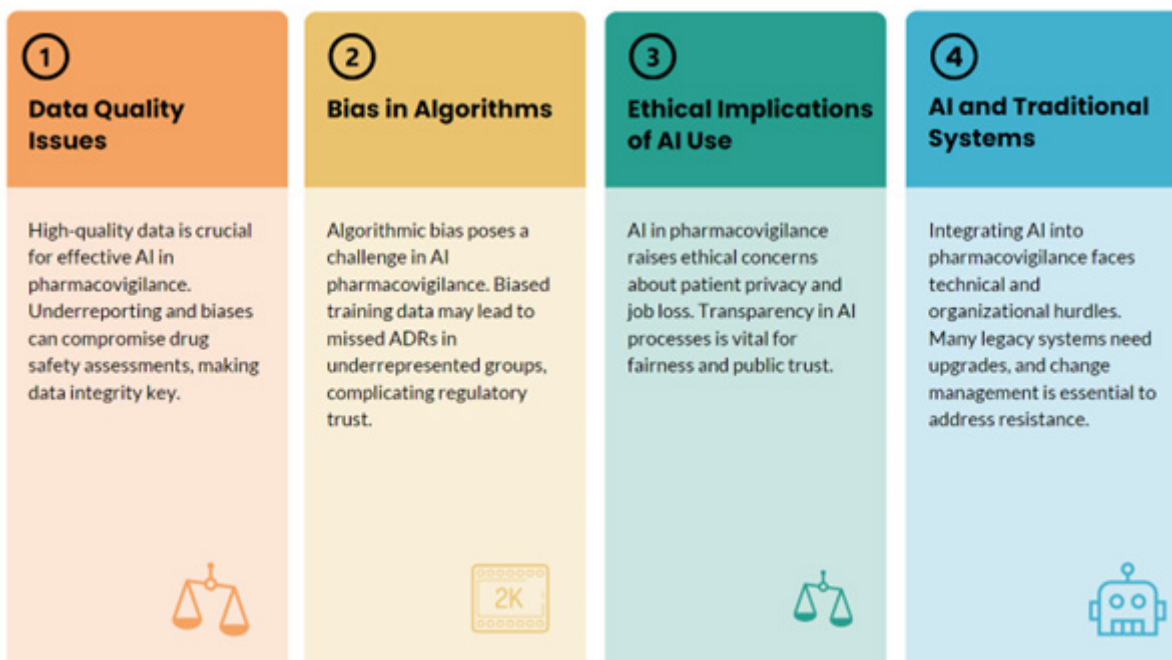 1
Data Quality
Issues
High-quality data is crucial
for effective AI in
pharmacovigilance.
Underreporting and biases
can compromise drug
safety assessments, making
data integrity key.
2
Bias in Algorithms
Algorithmic bias poses a
challenge in AI
pharmacovigilance. Biased
training data may lead to
missed ADRs in
underrepresented groups,
complicating regulatory
trust.
2K
3
Ethical Implications
of AI Use
AI in pharmacovigilance
raises ethical concerns
about patient privacy and
job loss. Transparency in AI
processes is vital for
fairness and public trust.
4
AI and Traditional
Systems
Integrating AI into
pharmacovigilance faces
technical and
organizational hurdles.
Many legacy systems need
upgrades, and change
management is essential to
address resistance.